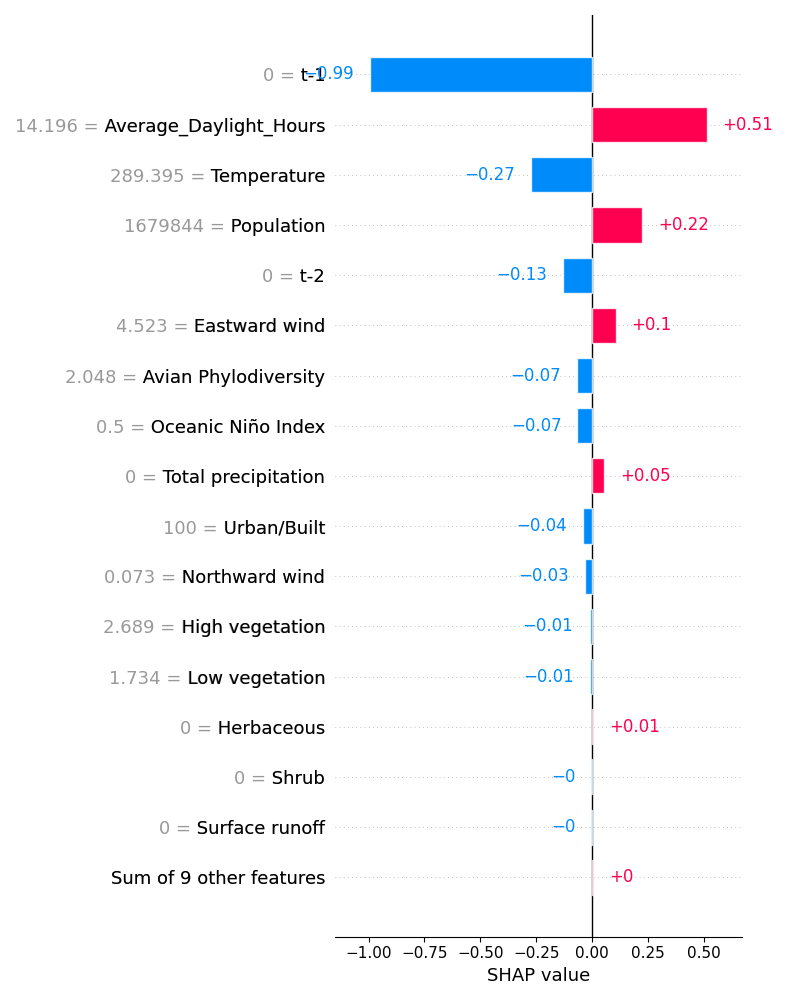 0 = t-1 −0.99
14.196 = Average_Daylight_Hours +0.51
289.395 = Temperature −0.27
1679844 = Population +0.22
0 = t-2 −0.13
4.523 = Eastward wind +0.1
2.048 = Avian Phylodiversity −0.07
0.5 = Oceanic Niño Index −0.07
0 = Total precipitation +0.05
100 = Urban/Built −0.04
0.073 = Northward wind −0.03
2.689 = High vegetation −0.01
1.734 = Low vegetation −0.01
0 = Herbaceous +0.01
0 = Shrub −0
0 = Surface runoff −0
Sum of 9 other features +0
−1.00 −0.75 −0.50 −0.25 0.00 0.25 0.50
SHAP value